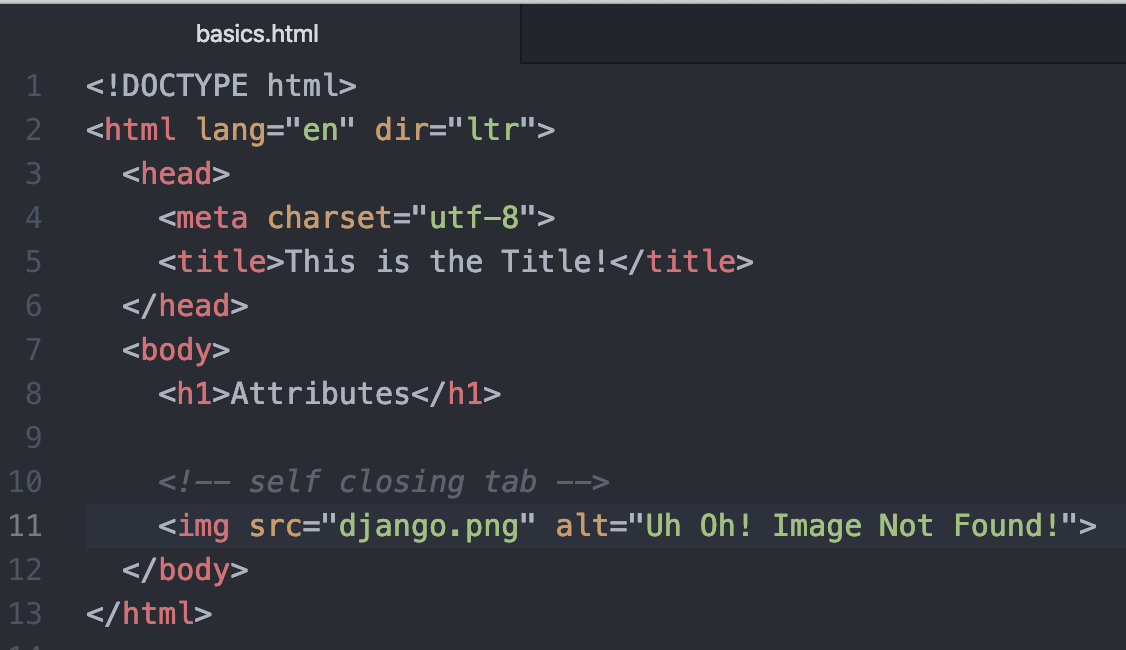 basics.html
1 <!DOCTYPE html>
2 <html lang="en" dir="ltr">
3   <head>
4     <meta charset="utf-8">
5     <title>This is the Title!</title>
6   </head>
7   <body>
8     <h1>Attributes</h1>
9
10     <!-- self closing tab -->
11     <img src="django.png" alt="Uh Oh! Image Not Found!">
12   </body>
13 </html>